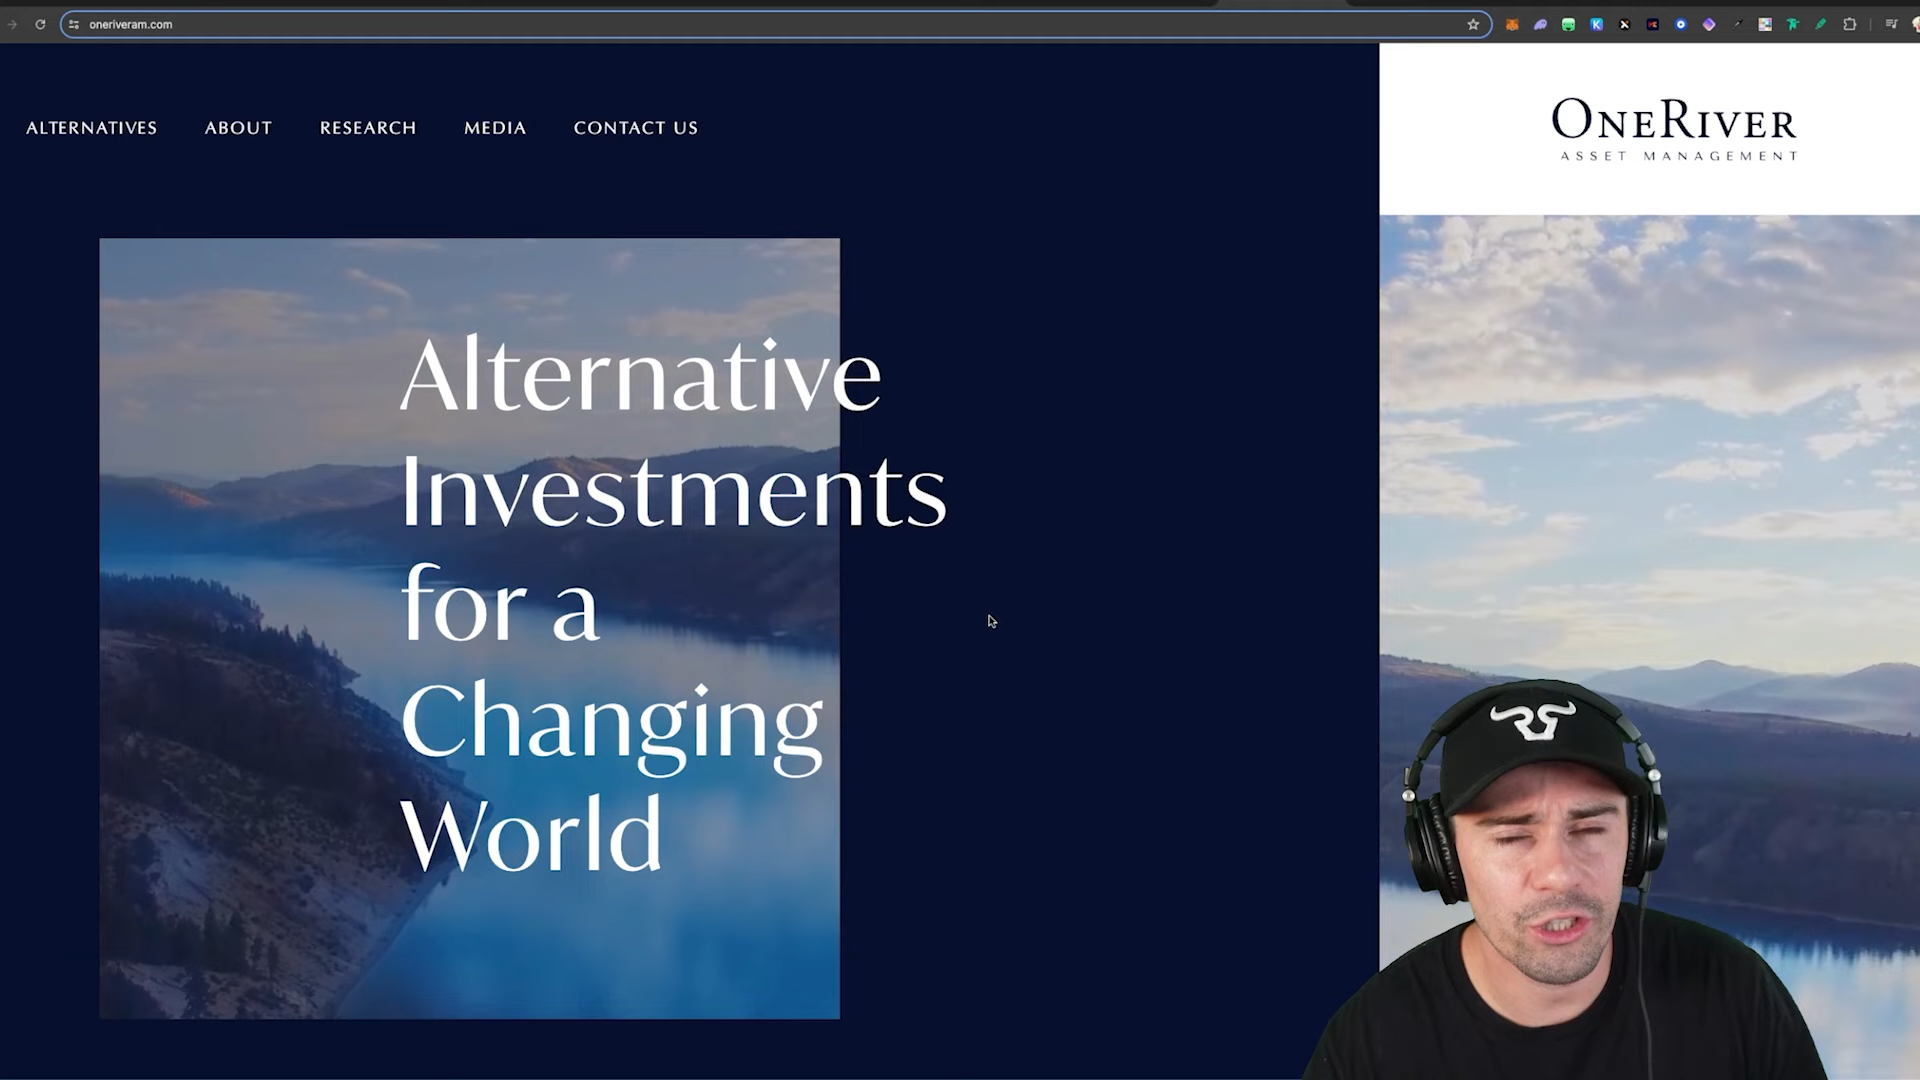 oneriveram.com
ALTERNATIVES ABOUT RESEARCH MEDIA CONTACT US
ONERIVER
ASSET MANAGEMENT
Alternative
Investments
for a
Changing
World